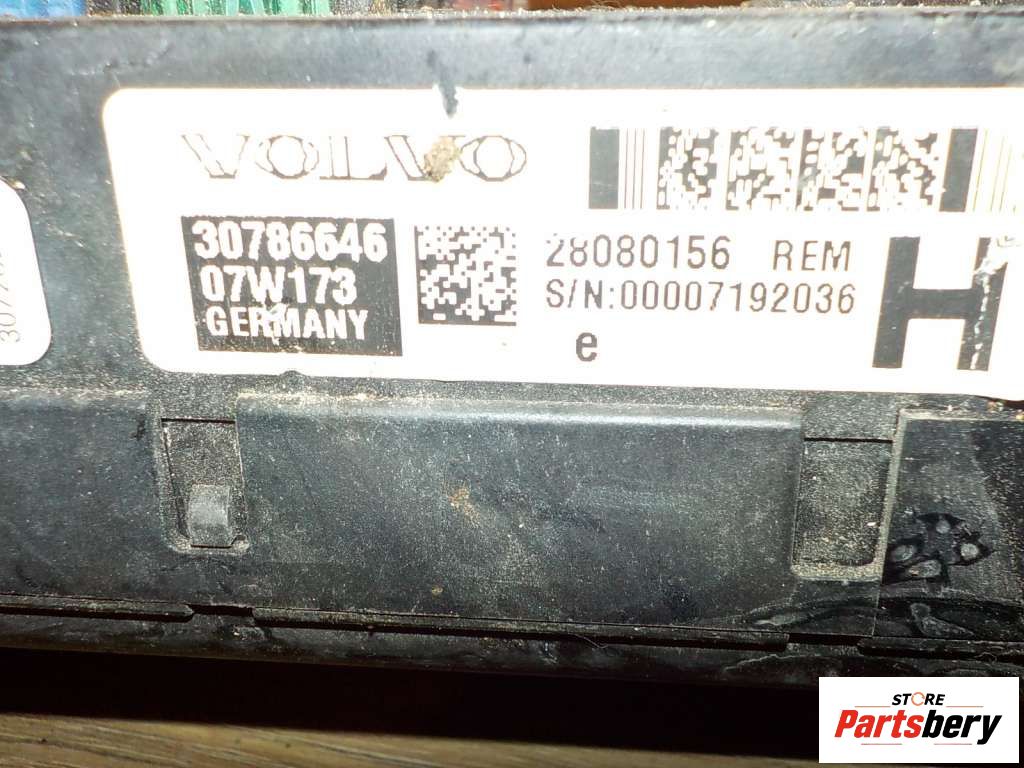 VOLVO
30786646
07W173
GERMANY
28080156 REM
S/N:00007192036
e
H
STORE
Partsbery